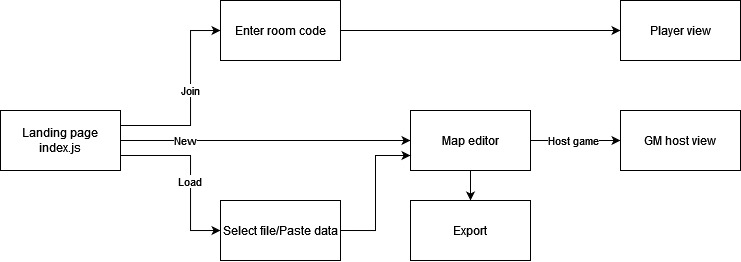 Enter room code
Player view
Join
Landing page
index.js
New
Map editor
Host game
GM host view
Load
Select file/Paste data
Export